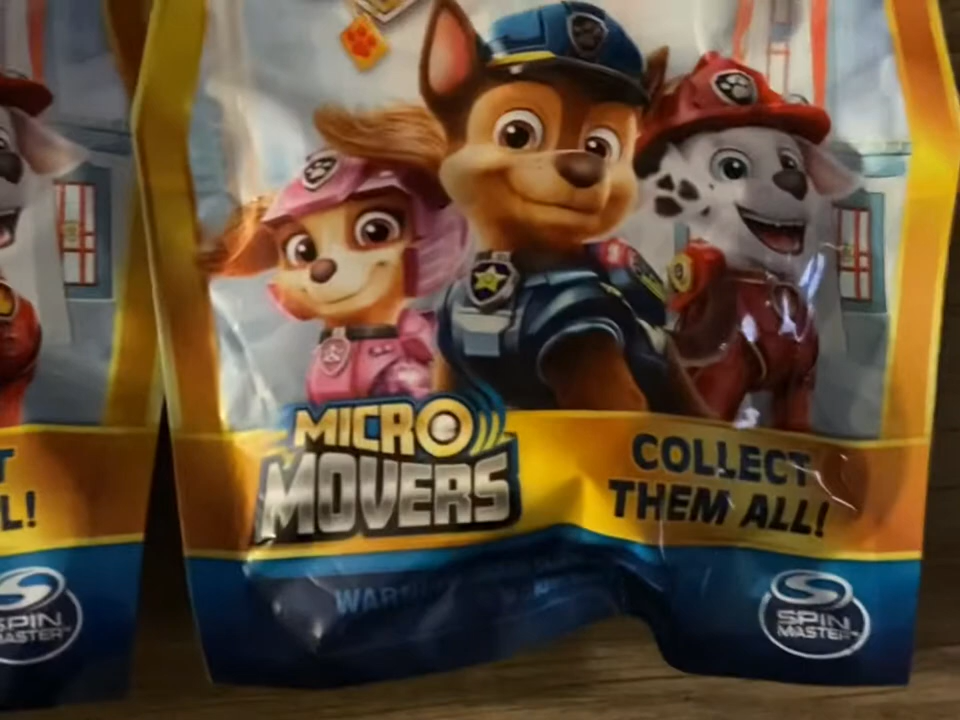 MICRO
MOVERS
COLLECT
THEM ALL!
SPIN
MASTER
T
L!
SPIN
MASTER